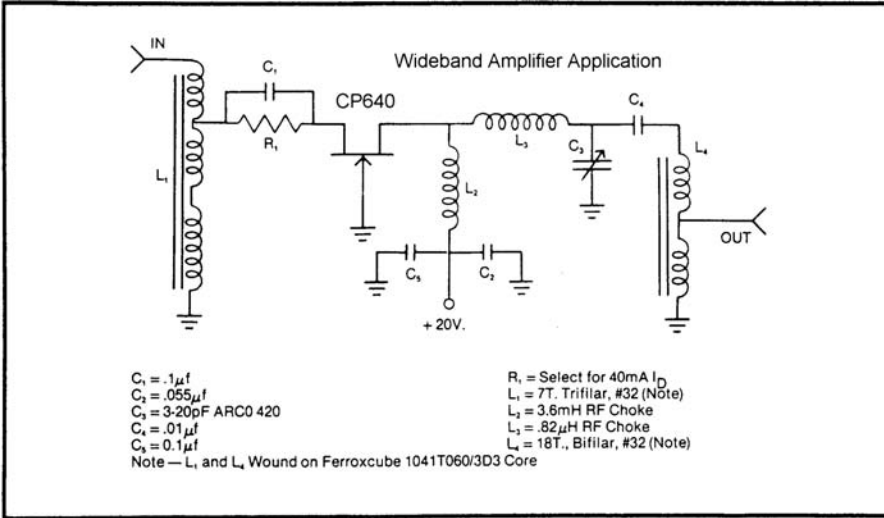 IN
Wideband Amplifier Application
C₁
CP640
C₄
R₁
L₃
C₃
L₄
L₁
L₂
OUT
C₅
C₂
+ 20V.
C₁ = .1μf
C₂ = .055μf
C₃ = 3-20pF ARC0 420
C₄ = .01μf
C₅ = 0.1μf
Note — L₁ and L₄ Wound on Ferroxcube 1041T060/3D3 Core
R₁ = Select for 40mA I_D
L₁ = 7T. Trifilar, #32 (Note)
L₂ = 3.6mH RF Choke
L₃ = .82μH RF Choke
L₄ = 18T., Bifilar, #32 (Note)